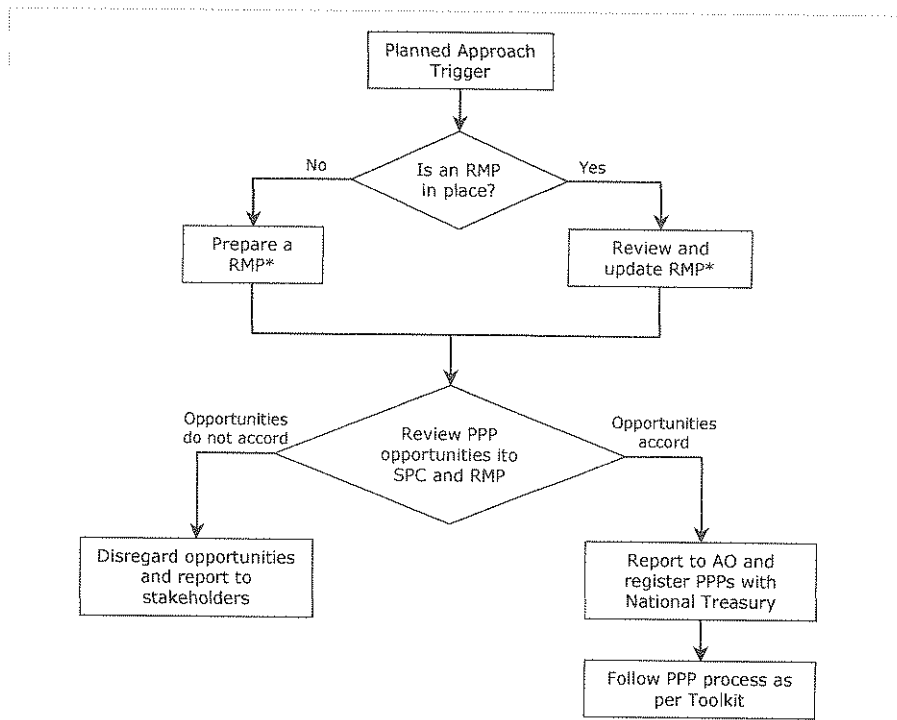 Planned Approach
Trigger
No
Is an RMP
in place?
Yes
Prepare a
RMP*
Review and
update RMP*
Opportunities
do not accord
Review PPP
opportunities ito
SPC and RMP
Opportunities
accord
Disregard opportunities
and report to
stakeholders
Report to AO and
register PPPs with
National Treasury
Follow PPP process as
per Toolkit